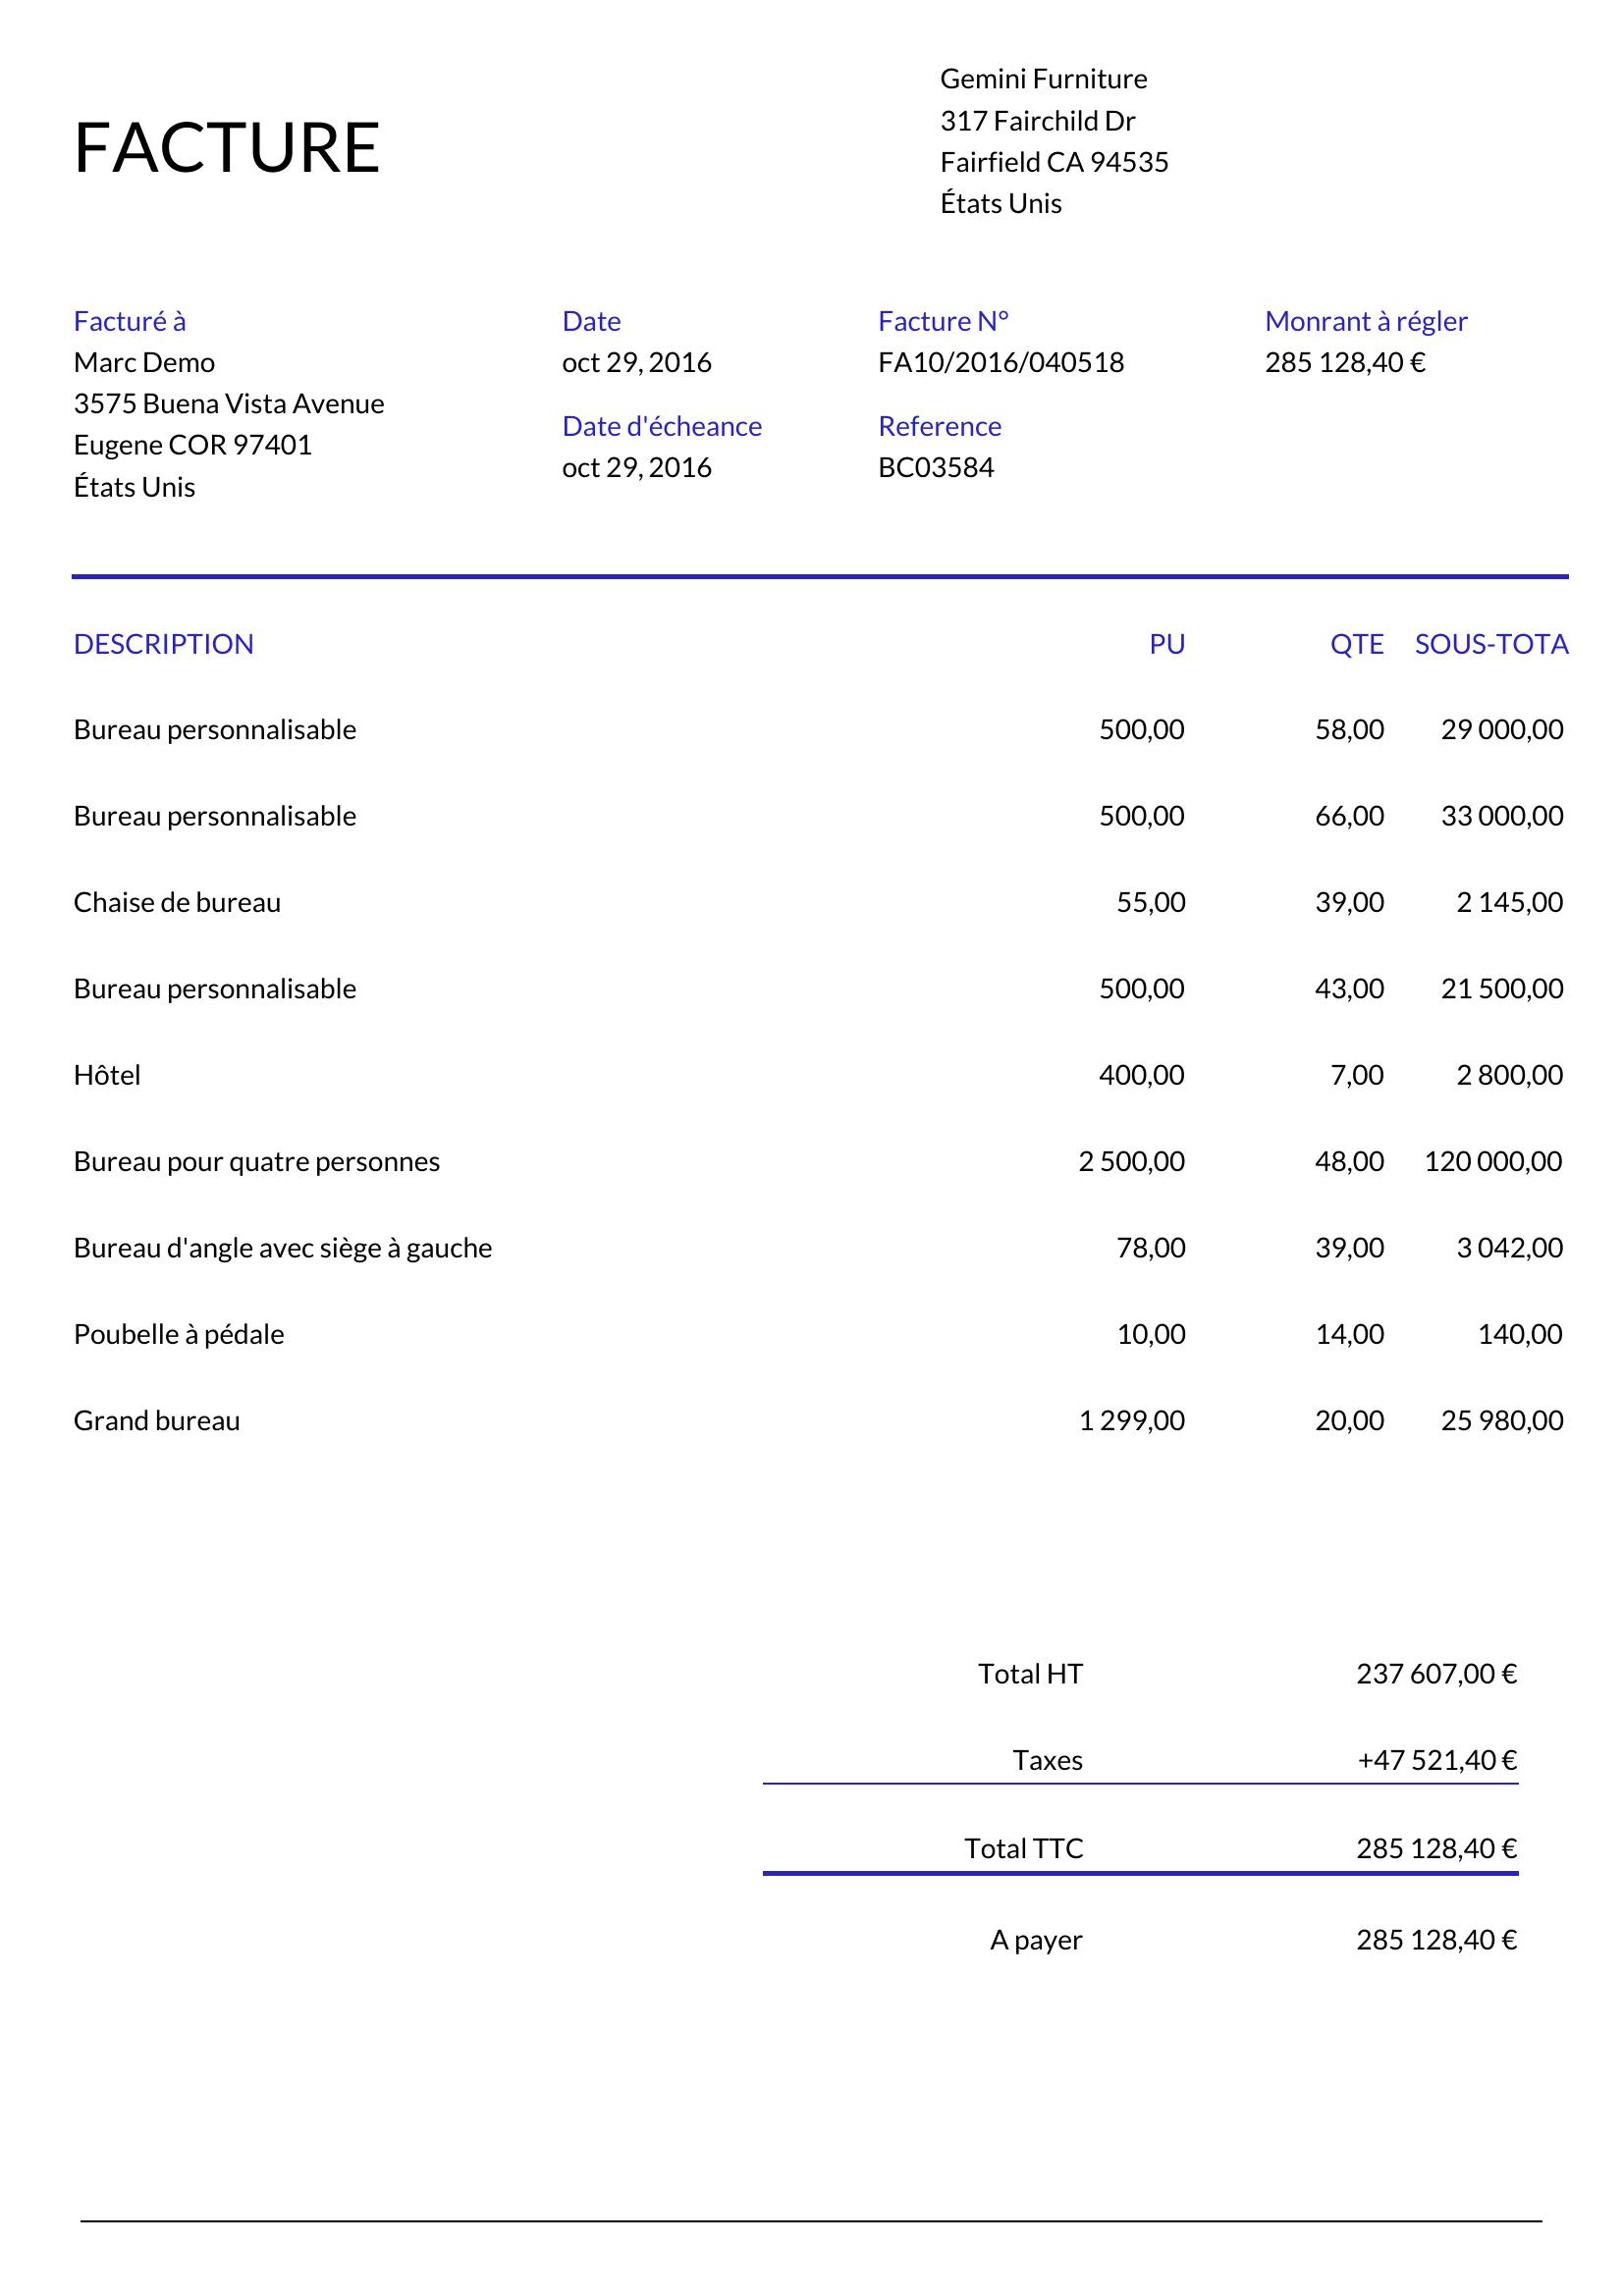 Gemini Furniture
317 Fairchild Dr
Fairfield CA 94535
États Unis
FACTURE
Facturé à
Marc Demo
3575 Buena Vista Avenue
Eugene COR 97401
États Unis
Date
oct 29, 2016
Date d'écheance
oct 29, 2016
Facture N°
FA10/2016/040518
Reference
BC03584
Monrant à régler
285 128,40 €
DESCRIPTION PU QTE SOUS-TOTA
Bureau personnalisable 500,00 58,00 29 000,00
Bureau personnalisable 500,00 66,00 33 000,00
Chaise de bureau 55,00 39,00 2 145,00
Bureau personnalisable 500,00 43,00 21 500,00
Hôtel 400,00 7,00 2 800,00
Bureau pour quatre personnes 2 500,00 48,00 120 000,00
Bureau d'angle avec siège à gauche 78,00 39,00 3 042,00
Poubelle à pédale 10,00 14,00 140,00
Grand bureau 1 299,00 20,00 25 980,00
Total HT 237 607,00 €
Taxes +47 521,40 €
Total TTC 285 128,40 €
A payer 285 128,40 €